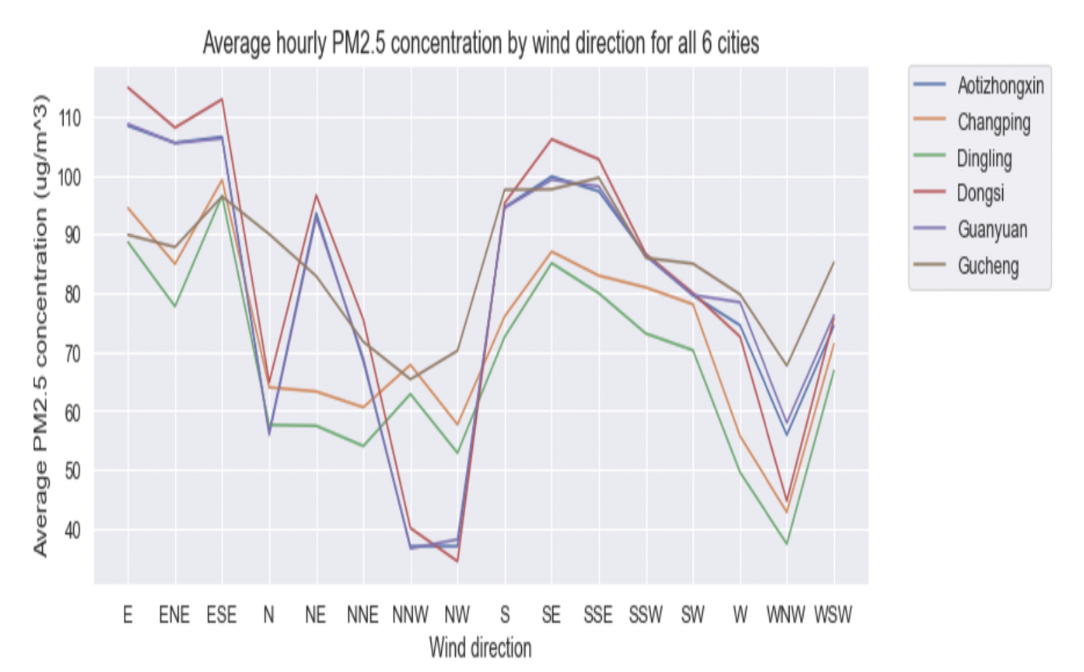 Average hourly PM2.5 concentration by wind direction for all 6 cities
Average PM2.5 concentration (ug/m^3)
110
100
90
80
70
60
50
40
E ENE ESE N NE NNE NNW NW S SE SSE SSW SW W WNW WSW
Wind direction
Aotizhongxin
Changping
Dingling
Dongsi
Guanyuan
Gucheng